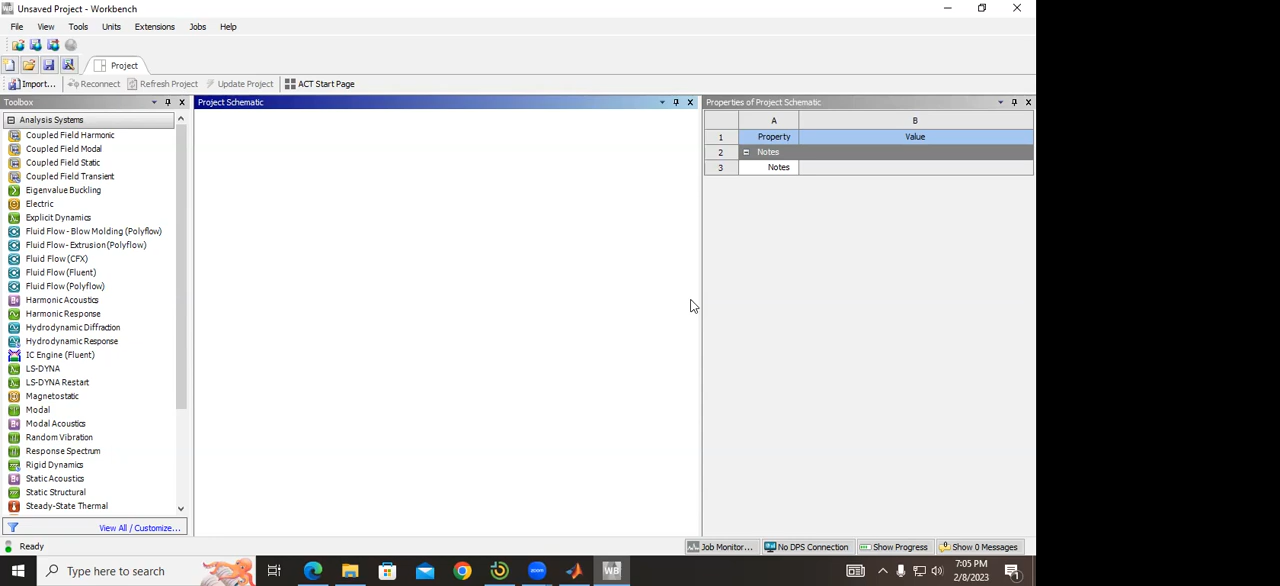 Unsaved Project - Workbench
File View Tools Units Extensions Jobs Help
Project
Import... Reconnect Refresh Project Update Project ACT Start Page
Toolbox
Project Schematic
Properties of Project Schematic
Analysis Systems
Coupled Field Harmonic
Coupled Field Modal
Coupled Field Static
Coupled Field Transient
Eigenvalue Buckling
Electric
Explicit Dynamics
Fluid Flow - Blow Molding (Polyflow)
Fluid Flow- Extrusion (Polyflow)
Fluid Flow (CFX)
Fluid Flow (Fluent)
Fluid Flow (Polyflow)
Harmonic Acoustics
Harmonic Response
Hydrodynamic Diffraction
Hydrodynamic Response
IC Engine (Fluent)
LS-DYNA
LS-DYNA Restart
Magnetostatic
Modal
Modal Acoustics
Random Vibration
Response Spectrum
Rigid Dynamics
Static Acoustics
Static Structural
Steady-State Thermal
View All / Customize...
A B
1 Property Value
2 Notes
3 Notes
Ready
Job Monitor... No DPS Connection Show Progress Show 0 Messages
Type here to search
WB
7:05 PM
2/8/2023
1